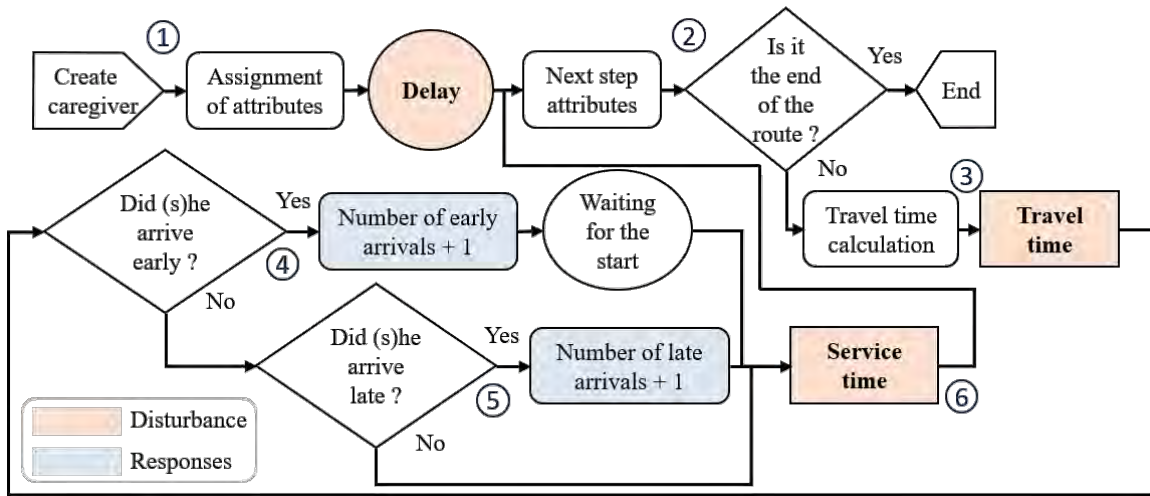 ①
Create
caregiver
Assignment
of attributes
Delay
Next step
attributes
②
Is it
the end
of the
route ?
Yes
End
No
③
Travel time
calculation
Travel
time
Did (s)he
arrive
early ?
Yes
④
No
Number of early
arrivals + 1
Waiting
for the
start
Did (s)he
arrive
late ?
Yes
⑤
No
Number of late
arrivals + 1
Service
time
⑥
Disturbance
Responses